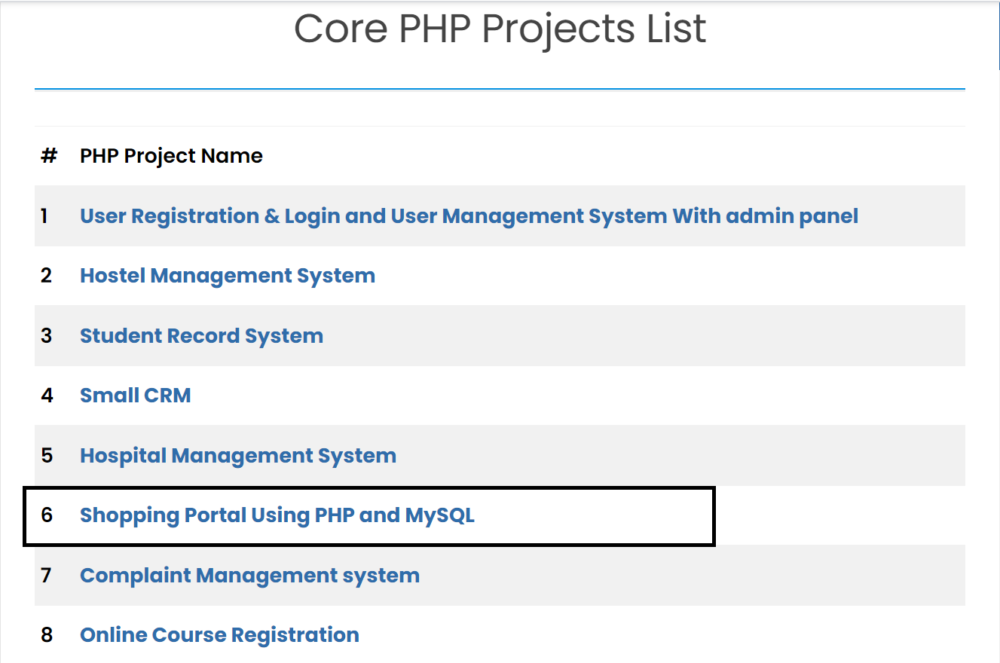 Core PHP Projects List
# PHP Project Name
1 User Registration & Login and User Management System With admin panel
2 Hostel Management System
3 Student Record System
4 Small CRM
5 Hospital Management System
6 Shopping Portal Using PHP and MySQL
7 Complaint Management system
8 Online Course Registration